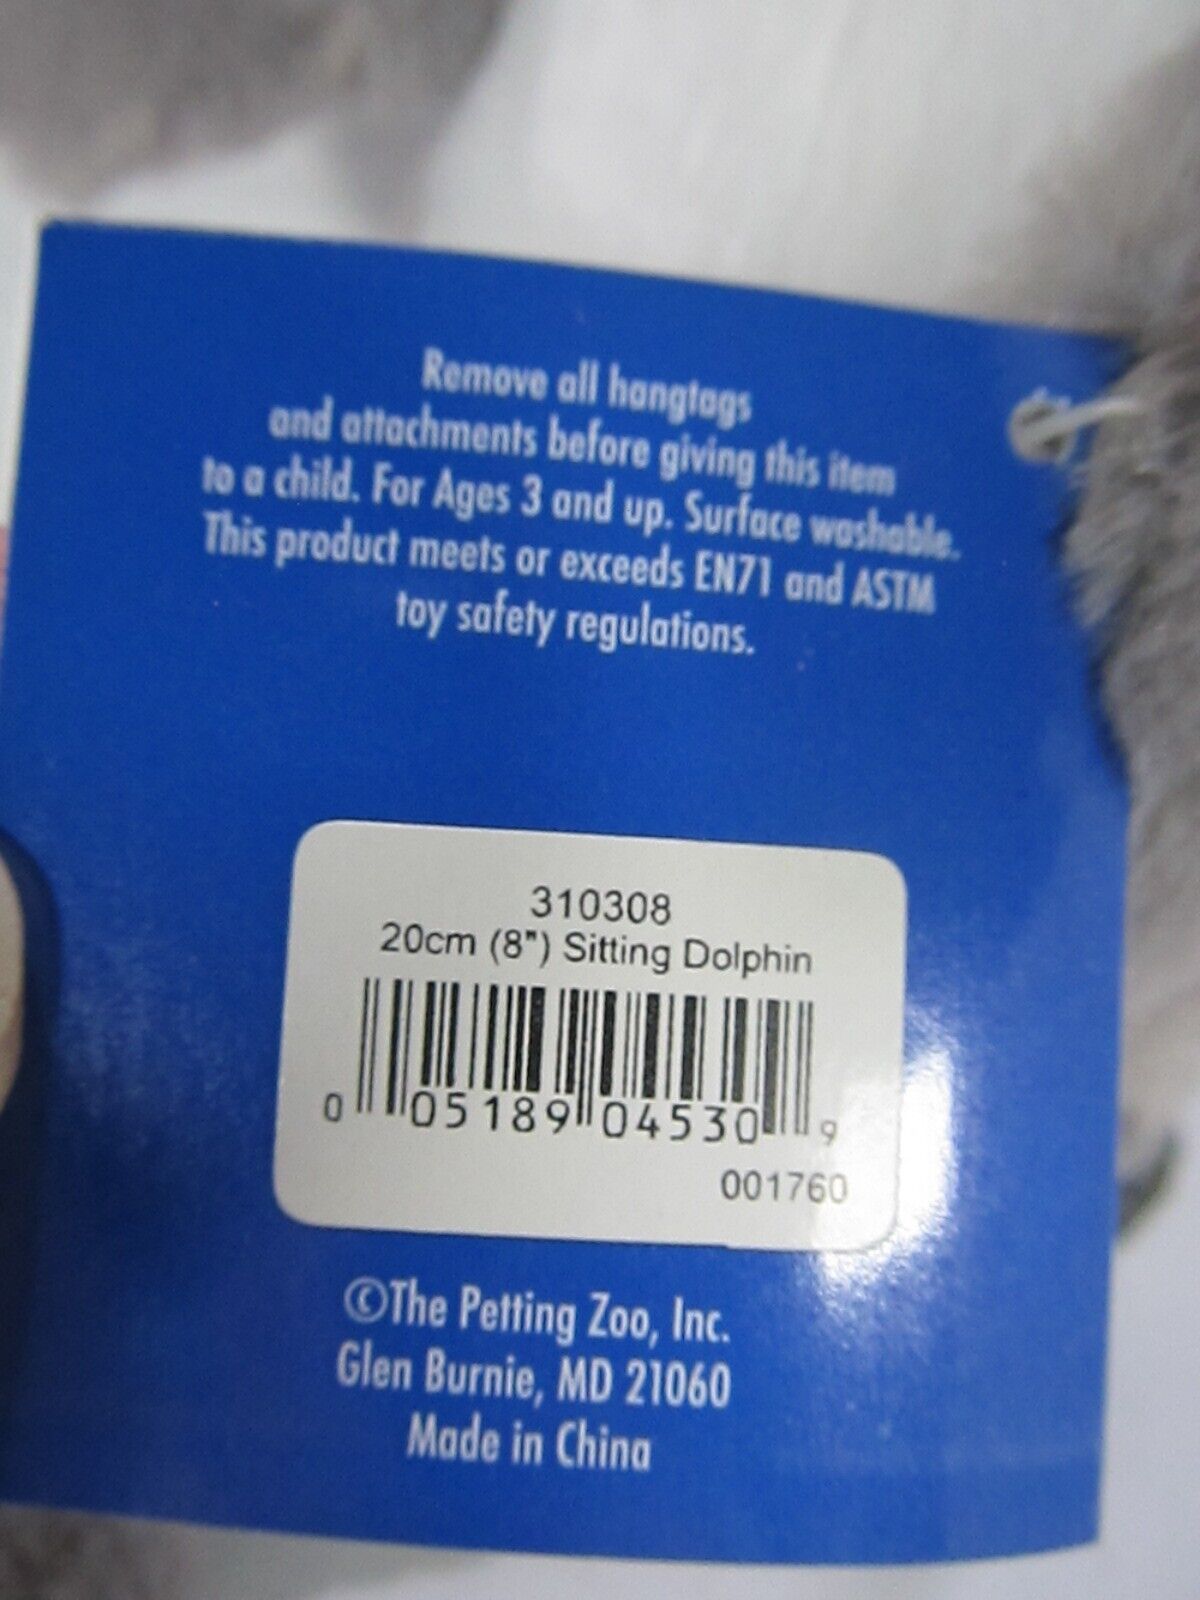 Remove all hangtags
and attachments before giving this item
to a child. For Ages 3 and up. Surface washable.
This product meets or exceeds EN71 and ASTM
toy safety regulations.
310308
20cm (8") Sitting Dolphin
0 05189 04530 9
001760
©The Petting Zoo, Inc.
Glen Burnie, MD 21060
Made in China